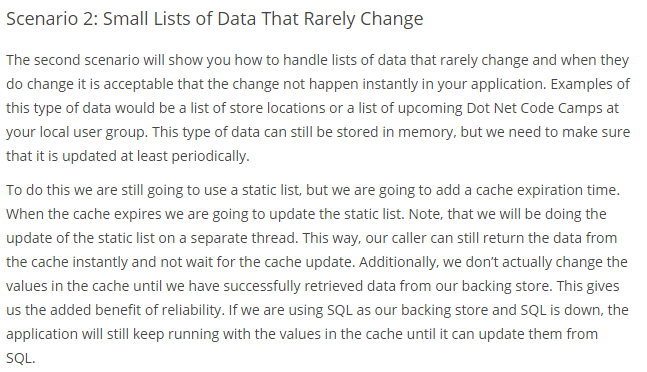 Scenario 2: Small Lists of Data That Rarely Change
The second scenario will show you how to handle lists of data that rarely change and when they
do change it is acceptable that the change not happen instantly in your application. Examples of
this type of data would be a list of store locations or a list of upcoming Dot Net Code Camps at
your local user group. This type of data can still be stored in memory, but we need to make sure
that it is updated at least periodically.
To do this we are still going to use a static list, but we are going to add a cache expiration time.
When the cache expires we are going to update the static list. Note, that we will be doing the
update of the static list on a separate thread. This way, our caller can still return the data from
the cache instantly and not wait for the cache update. Additionally, we don’t actually change the
values in the cache until we have successfully retrieved data from our backing store. This gives
us the added benefit of reliability. If we are using SQL as our backing store and SQL is down, the
application will still keep running with the values in the cache until it can update them from
SQL.